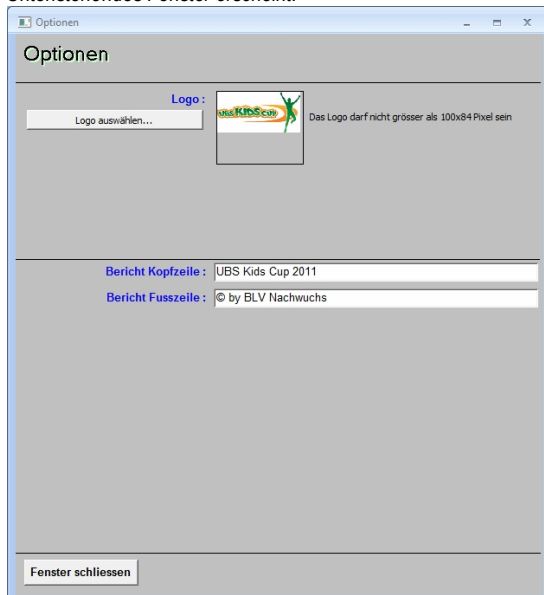 Untenstehendes Fenster erscheint:
Optionen
Optionen
Logo :
Logo auswählen...
UBS KIDS CUP
Das Logo darf nicht grösser als 100x84 Pixel sein
Bericht Kopfzeile : UBS Kids Cup 2011
Bericht Fusszeile : © by BLV Nachwuchs
Fenster schliessen